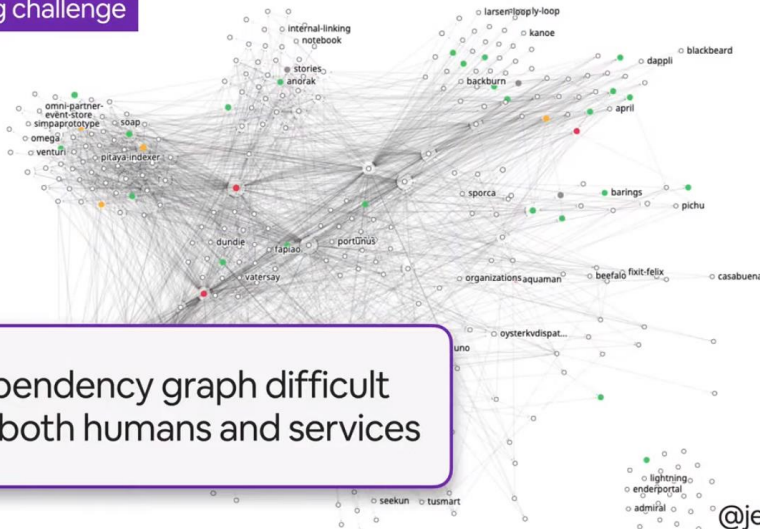 g challenge
larsen-loop
ly-loop
internal-linking
kanoe
notebook
blackbeard
dappli
stories
anorak
backburn
omni-partner-
event-store
april
simpaprototype
soap
omega
venturi
pitaya-indexer
sporca
barings
pichu
dundie
fapiao
portunus
vatersay
organizations
aquaman
beefalo
fixit-felix
casabuena
oysterkvdispat...
uno
pendency graph difficult
both humans and services
lightning
enderportal
seekun
tusmart
admiral
@je